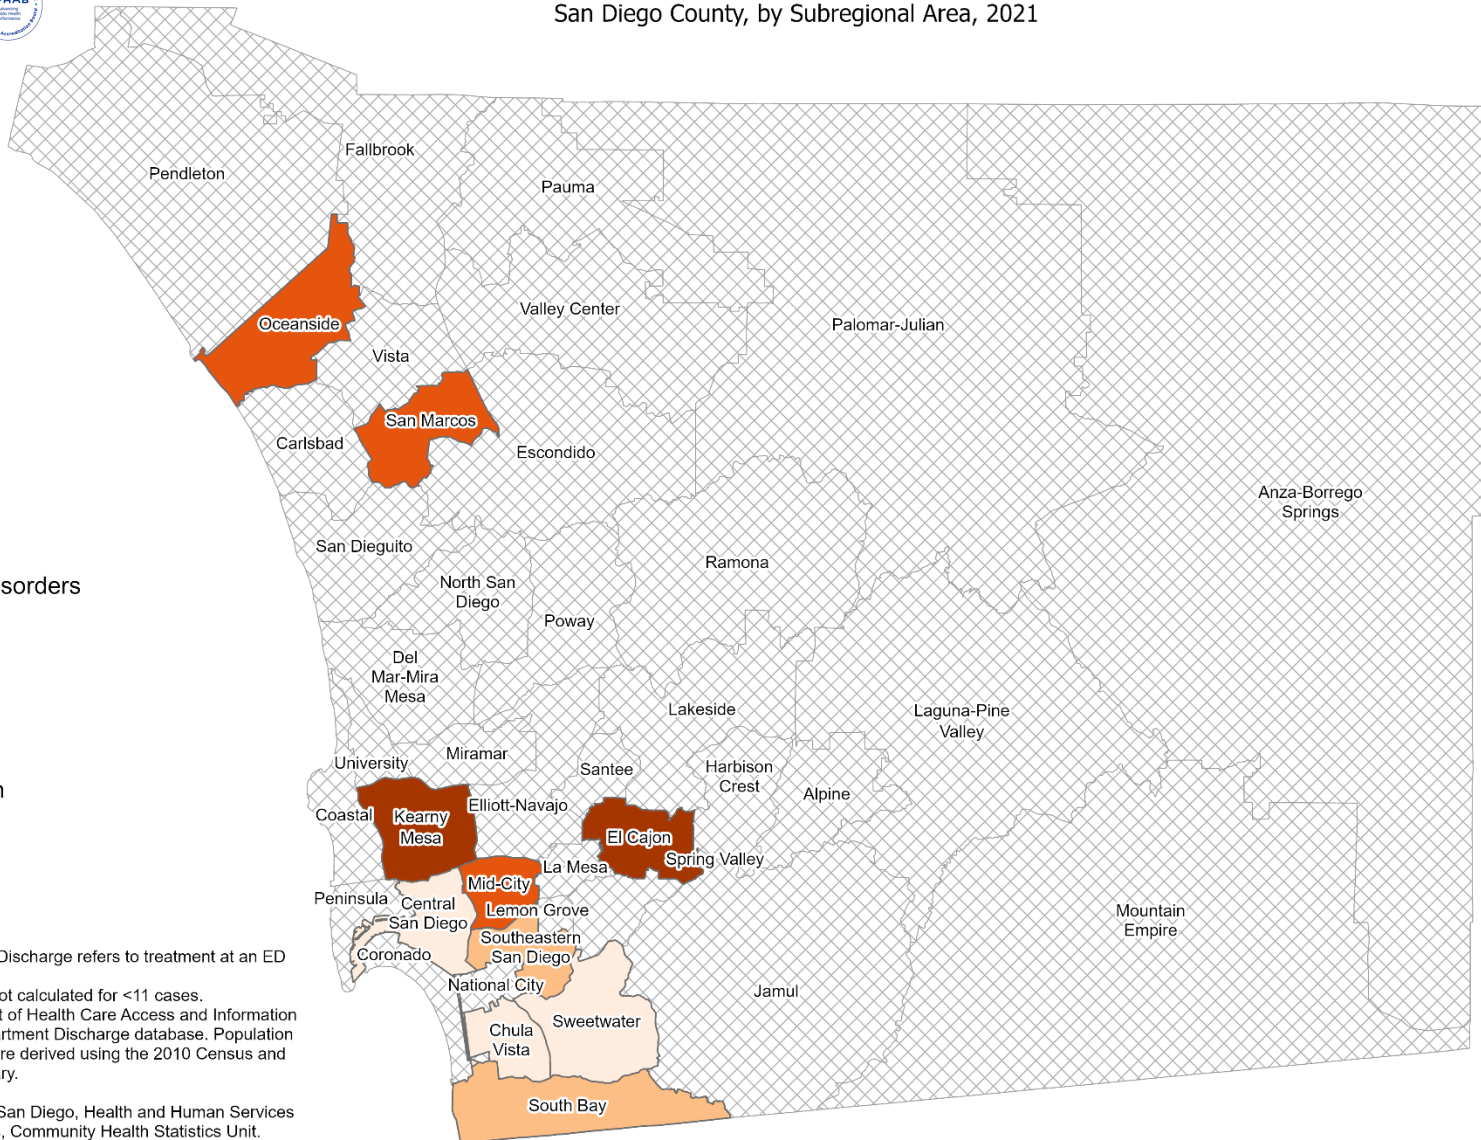 San Diego County, by Subregional Area, 2021
Fallbrook
Pendleton
Pauma
Valley Center
Oceanside
Palomar-Julian
Vista
San Marcos
Carlsbad
Escondido
Anza-Borrego
Springs
San Dieguito
Ramona
North San
Diego
sorders
Poway
Del
Mar-Mira
Mesa
Lakeside
Laguna-Pine
Valley
Miramar
University
Santee
Harbison
Crest
n
Alpine
Elliott-Navajo
Coastal
Kearny
Mesa
El Cajon
Spring Valley
La Mesa
Mid-City
Peninsula
Central
San Diego
Lemon Grove
Mountain
Empire
Southeastern
San Diego
Coronado
National City
Jamul
Sweetwater
Chula
Vista
South Bay
Discharge refers to treatment at an ED
ot calculated for <11 cases.
t of Health Care Access and Information
artment Discharge database. Population
re derived using the 2010 Census and
ary.
San Diego, Health and Human Services
, Community Health Statistics Unit.